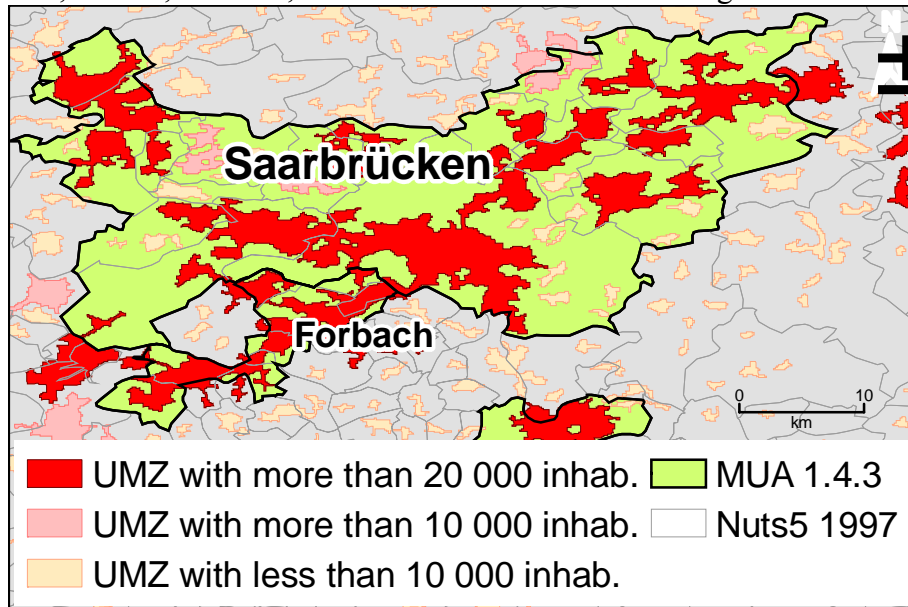 N
Saarbrücken
Forbach
0 10
km
UMZ with more than 20 000 inhab. MUA 1.4.3
UMZ with more than 10 000 inhab. Nuts5 1997
UMZ with less than 10 000 inhab.